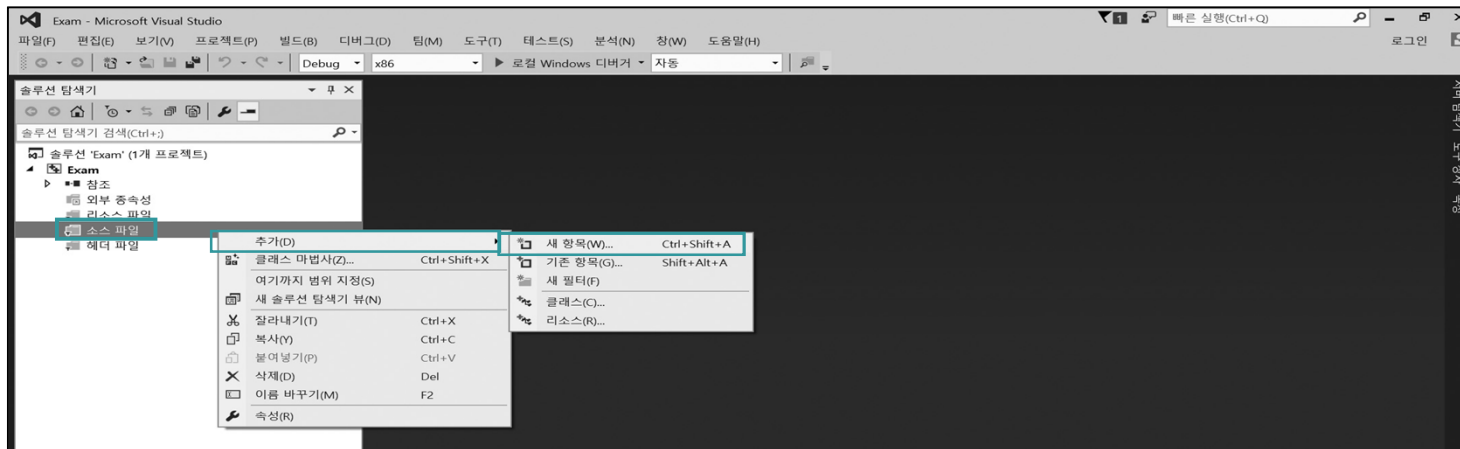 Exam - Microsoft Visual Studio
1
빠른 실행(Ctrl+Q)
파일(F) 편집(E) 보기(V) 프로젝트(P) 빌드(B) 디버그(D) 팀(M) 도구(T) 테스트(S) 분석(N) 창(W) 도움말(H)
로그인
Debug x86 로컬 Windows 디버거 자동
솔루션 탐색기
솔루션 탐색기 검색(Ctrl+;)
솔루션 'Exam' (1개 프로젝트)
Exam
참조
외부 종속성
리소스 파일
소스 파일
헤더 파일
추가(D)
클래스 마법사(Z)... Ctrl+Shift+X
여기까지 범위 지정(S)
새 솔루션 탐색기 뷰(N)
잘라내기(T) Ctrl+X
복사(Y) Ctrl+C
붙여넣기(P) Ctrl+V
삭제(D) Del
이름 바꾸기(M) F2
속성(R)
새 항목(W)... Ctrl+Shift+A
기존 항목(G)... Shift+Alt+A
새 필터(F)
클래스(C)...
리소스(R)...
도구 상자
속성